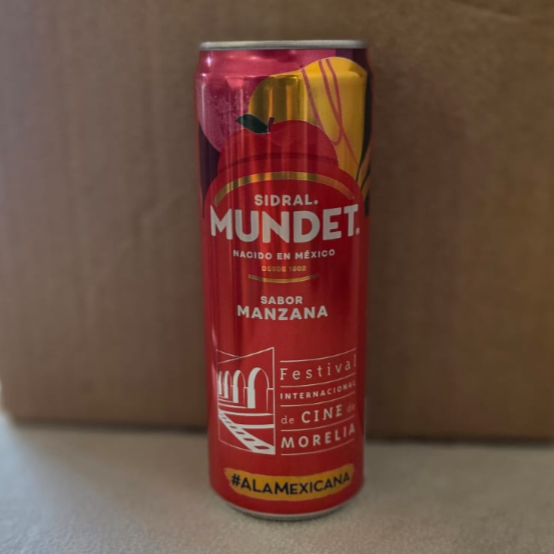 SIDRAL.
MUNDET.
NACIDO EN MÉXICO
DESDE 1902
SABOR
MANZANA
Festival
INTERNACIONAL
de CINE de
MORELIA
#ALAMEXICANA